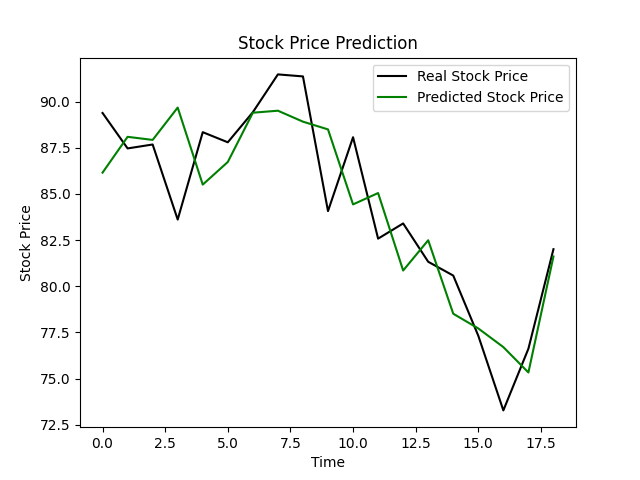 Stock Price Prediction
Real Stock Price
Predicted Stock Price
Stock Price
90.0
87.5
85.0
82.5
80.0
77.5
75.0
72.5
0.0 2.5 5.0 7.5 10.0 12.5 15.0 17.5
Time